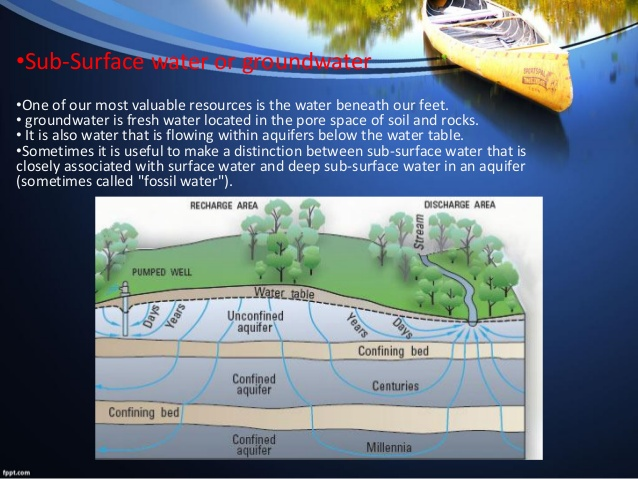 •Sub-Surface water or groundwater
•One of our most valuable resources is the water beneath our feet.
• groundwater is fresh water located in the pore space of soil and rocks.
• It is also water that is flowing within aquifers below the water table.
•Sometimes it is useful to make a distinction between sub-surface water that is
closely associated with surface water and deep sub-surface water in an aquifer
(sometimes called "fossil water").
RECHARGE AREA
DISCHARGE AREA
Stream
PUMPED WELL
Water table
Days
Years
Unconfined
aquifer
Years
Days
Confining bed
Confined
aquifer
Centuries
Confining bed
Confined
aquifer
Millennia
fppt.com